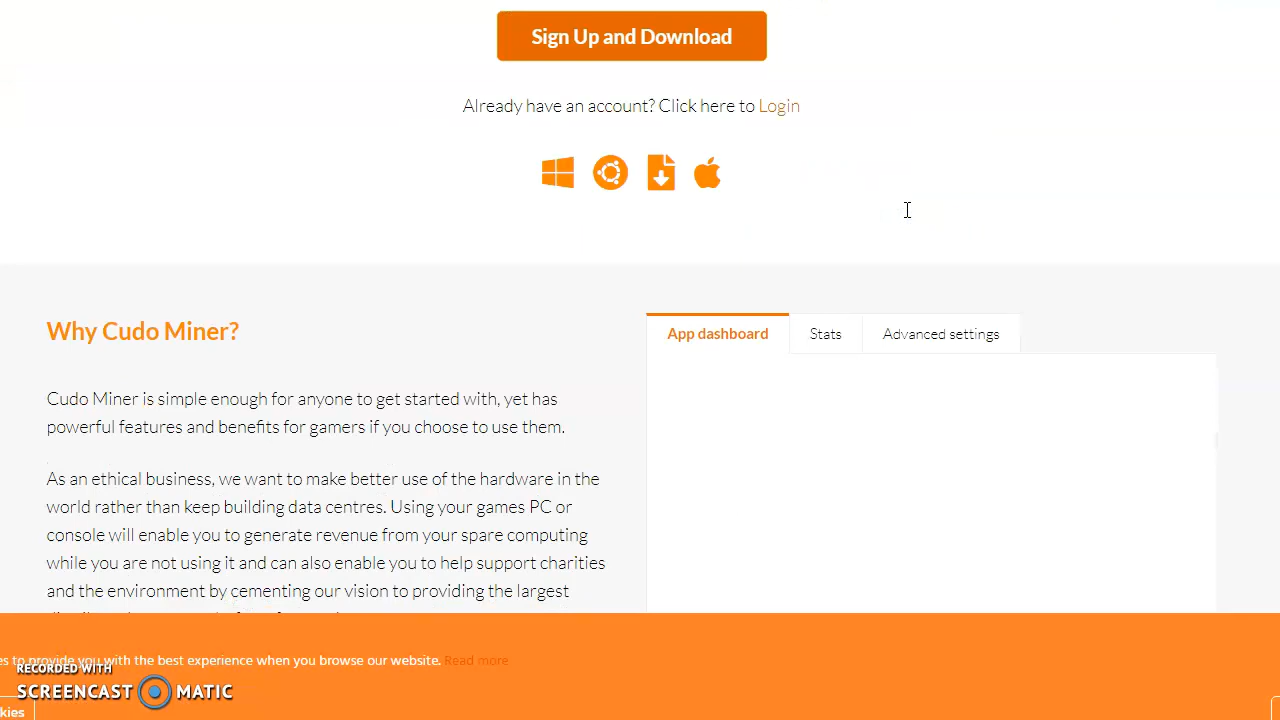 Sign Up and Download
Already have an account? Click here to Login
Why Cudo Miner?
App dashboard
Stats
Advanced settings
Cudo Miner is simple enough for anyone to get started with, yet has
powerful features and benefits for gamers if you choose to use them.
As an ethical business, we want to make better use of the hardware in the
world rather than keep building data centres. Using your games PC or
console will enable you to generate revenue from your spare computing
while you are not using it and can also enable you to help support charities
and the environment by cementing our vision to providing the largest
es to provide you with the best experience when you browse our website. Read more
RECORDED WITH
SCREENCAST MATIC
kies